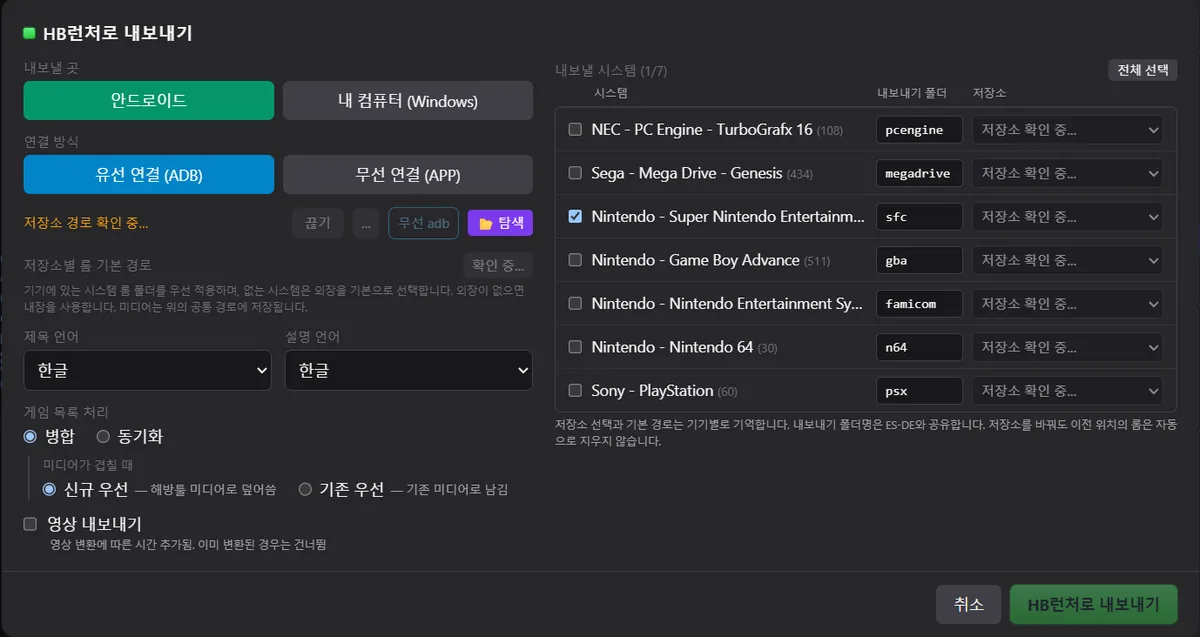 HB런처로 내보내기
내보낼 곳
안드로이드
내 컴퓨터 (Windows)
연결 방식
유선 연결 (ADB)
무선 연결 (APP)
저장소 경로 확인 중...
끊기
...
무선 adb
탐색
저장소별 롬 기본 경로
확인 중...
기기에 있는 시스템 롬 폴더를 우선 적용하며, 없는 시스템은 외장을 기본으로 선택합니다. 외장이 없으면
내장을 사용합니다. 미디어는 위의 공통 경로에 저장됩니다.
제목 언어
설명 언어
한글
한글
게임 목록 처리
병합
동기화
미디어가 겹칠 때
신규 우선 — 해방툴 미디어로 덮어씀
기존 우선 — 기존 미디어로 남김
영상 내보내기
영상 변환에 따른 시간 추가됨, 이미 변환된 경우는 건너뜀
내보낼 시스템 (1/7)
전체 선택
시스템
내보내기 폴더
저장소
NEC - PC Engine - TurboGrafx 16 (108)
pcengine
저장소 확인 중...
Sega - Mega Drive - Genesis (434)
megadrive
저장소 확인 중...
Nintendo - Super Nintendo Entertainm...
sfc
저장소 확인 중...
Nintendo - Game Boy Advance (511)
gba
저장소 확인 중...
Nintendo - Nintendo Entertainment Sy...
famicom
저장소 확인 중...
Nintendo - Nintendo 64 (30)
n64
저장소 확인 중...
Sony - PlayStation (60)
psx
저장소 확인 중...
저장소 선택과 기본 경로는 기기별로 기억합니다. 내보내기 폴더명은 ES-DE와 공유합니다. 저장소를 바꿔도 이전 위치의 롬은 자동
으로 지우지 않습니다.
취소
HB런처로 내보내기